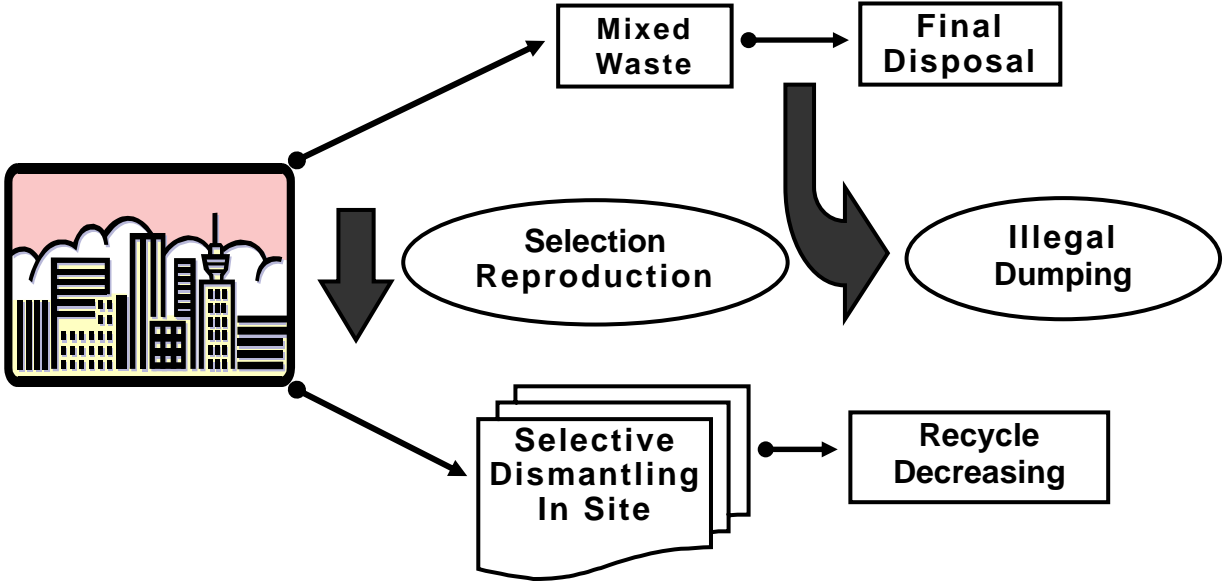 Mixed
Waste
Final
Disposal
Selection
Reproduction
Illegal
Dumping
Selective
Dismantling
In Site
Recycle
Decreasing